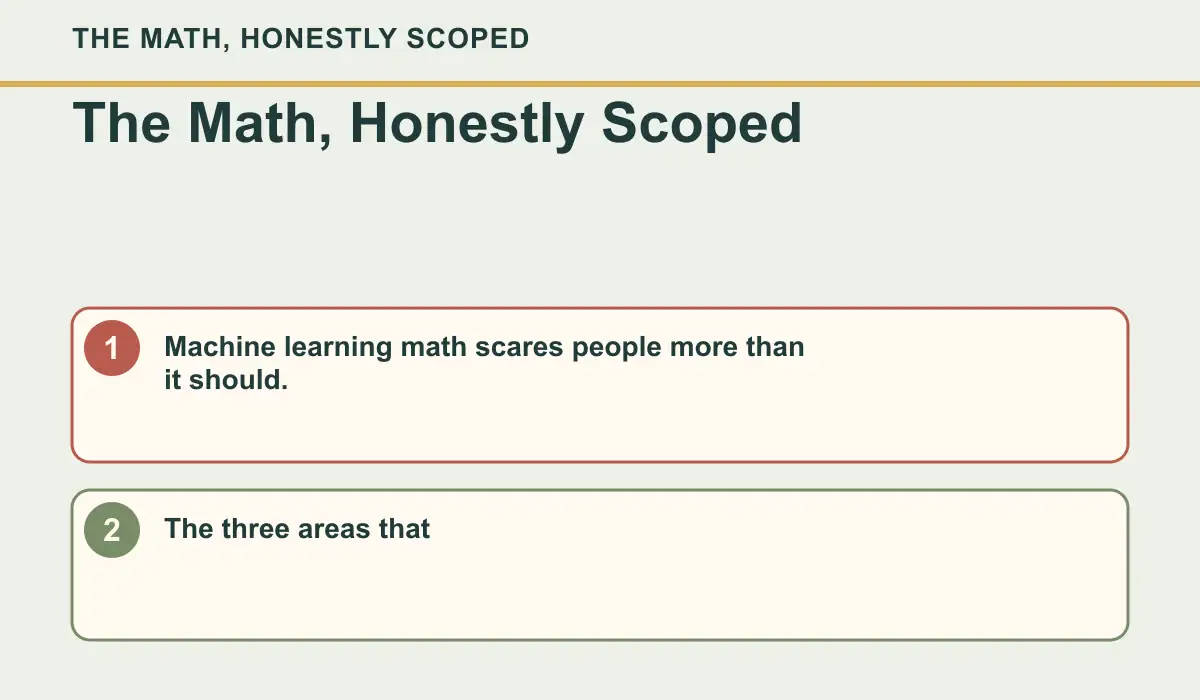 THE MATH, HONESTLY SCOPED
The Math, Honestly Scoped
1
Machine learning math scares people more than
it should.
2
The three areas that